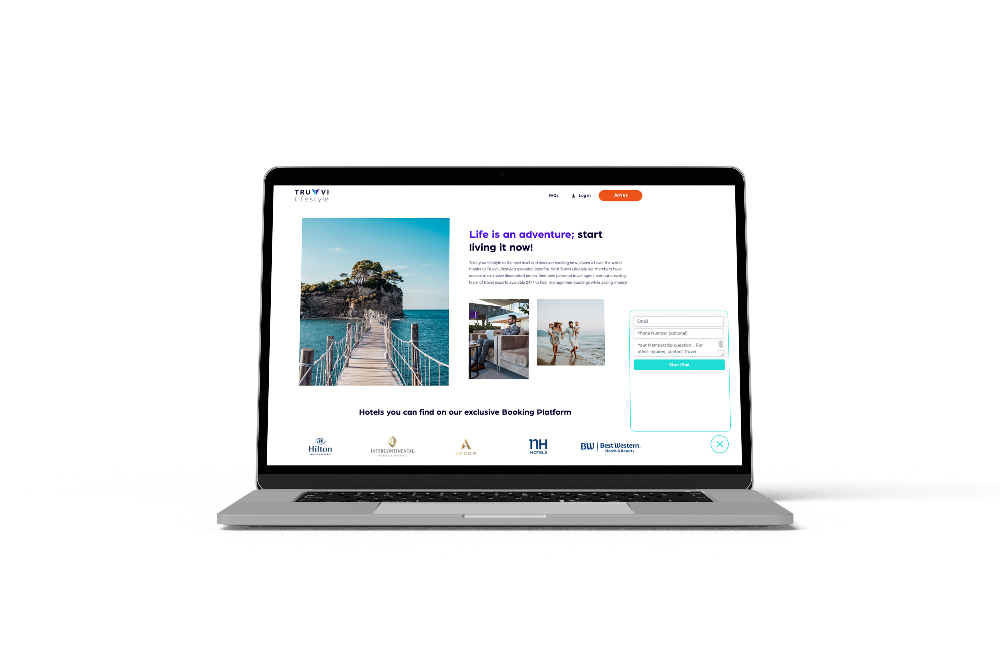 TRUVVI
Lifestyle
FAQs
Log in
Join us
Life is an adventure; start
living it now!
Take your lifestyle to the next level and discover exciting new places all over the world
thanks to Truvvi Lifestyle's extended benefits. With Truvvi Lifestyle our members have
access to exclusive discounted prices, their own personal travel agent, and our amazing
team of travel experts available 24/7 to help manage their bookings while saving money!
Email
Phone Number (optional)
Your Membership question... For
other inquires, contact Truvvi
Start Chat
Hotels you can find on our exclusive Booking Platform
Hilton
HOTELS & RESORTS
INTERCONTINENTAL
HOTELS & RESORTS
ACCOR
nH
HOTELS
BW Best Western
Hotels & Resorts